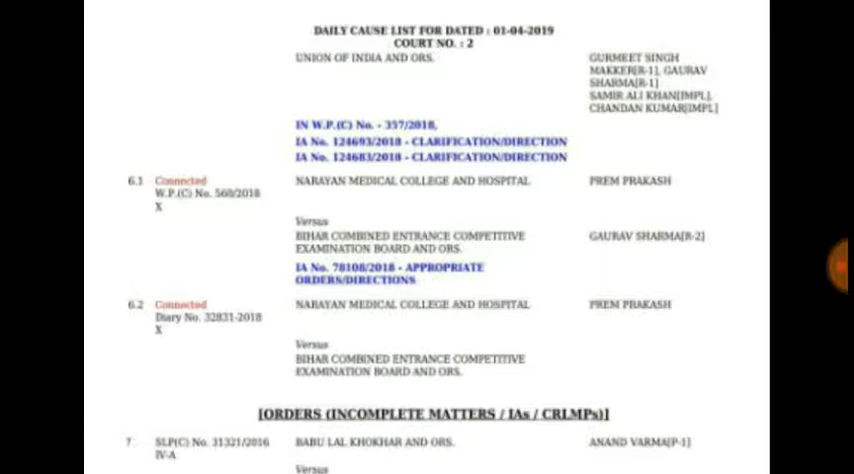 DAILY CAUSE LIST FOR DATED : 01-04-2019
COURT NO. : 2
UNION OF INDIA AND ORS.
GURMEET SINGH
MAKKER[R-1], GAURAV
SHARMA[R-1]
SAMIR ALI KHAN[IMPL],
CHANDAN KUMAR[IMPL]
IN W.P.(C) No. - 357/2018,
IA No. 124693/2018 - CLARIFICATION/DIRECTION
IA No. 124683/2018 - CLARIFICATION/DIRECTION
6.1 Connected NARAYAN MEDICAL COLLEGE AND HOSPITAL PREM PRAKASH
W.P.(C) No. 560/2018
X
Versus
BIHAR COMBINED ENTRANCE COMPETITIVE GAURAV SHARMA[R-2]
EXAMINATION BOARD AND ORS.
IA No. 78108/2018 - APPROPRIATE
ORDERS/DIRECTIONS
6.2 Connected NARAYAN MEDICAL COLLEGE AND HOSPITAL PREM PRAKASH
Diary No. 32831-2018
X
Versus
BIHAR COMBINED ENTRANCE COMPETITIVE
EXAMINATION BOARD AND ORS.
[ORDERS (INCOMPLETE MATTERS / IAs / CRLMPs)]
7 SLP(C) No. 31321/2016 BABU LAL KHOKHAR AND ORS. ANAND VARMA[P-1]
IV-A
Versus